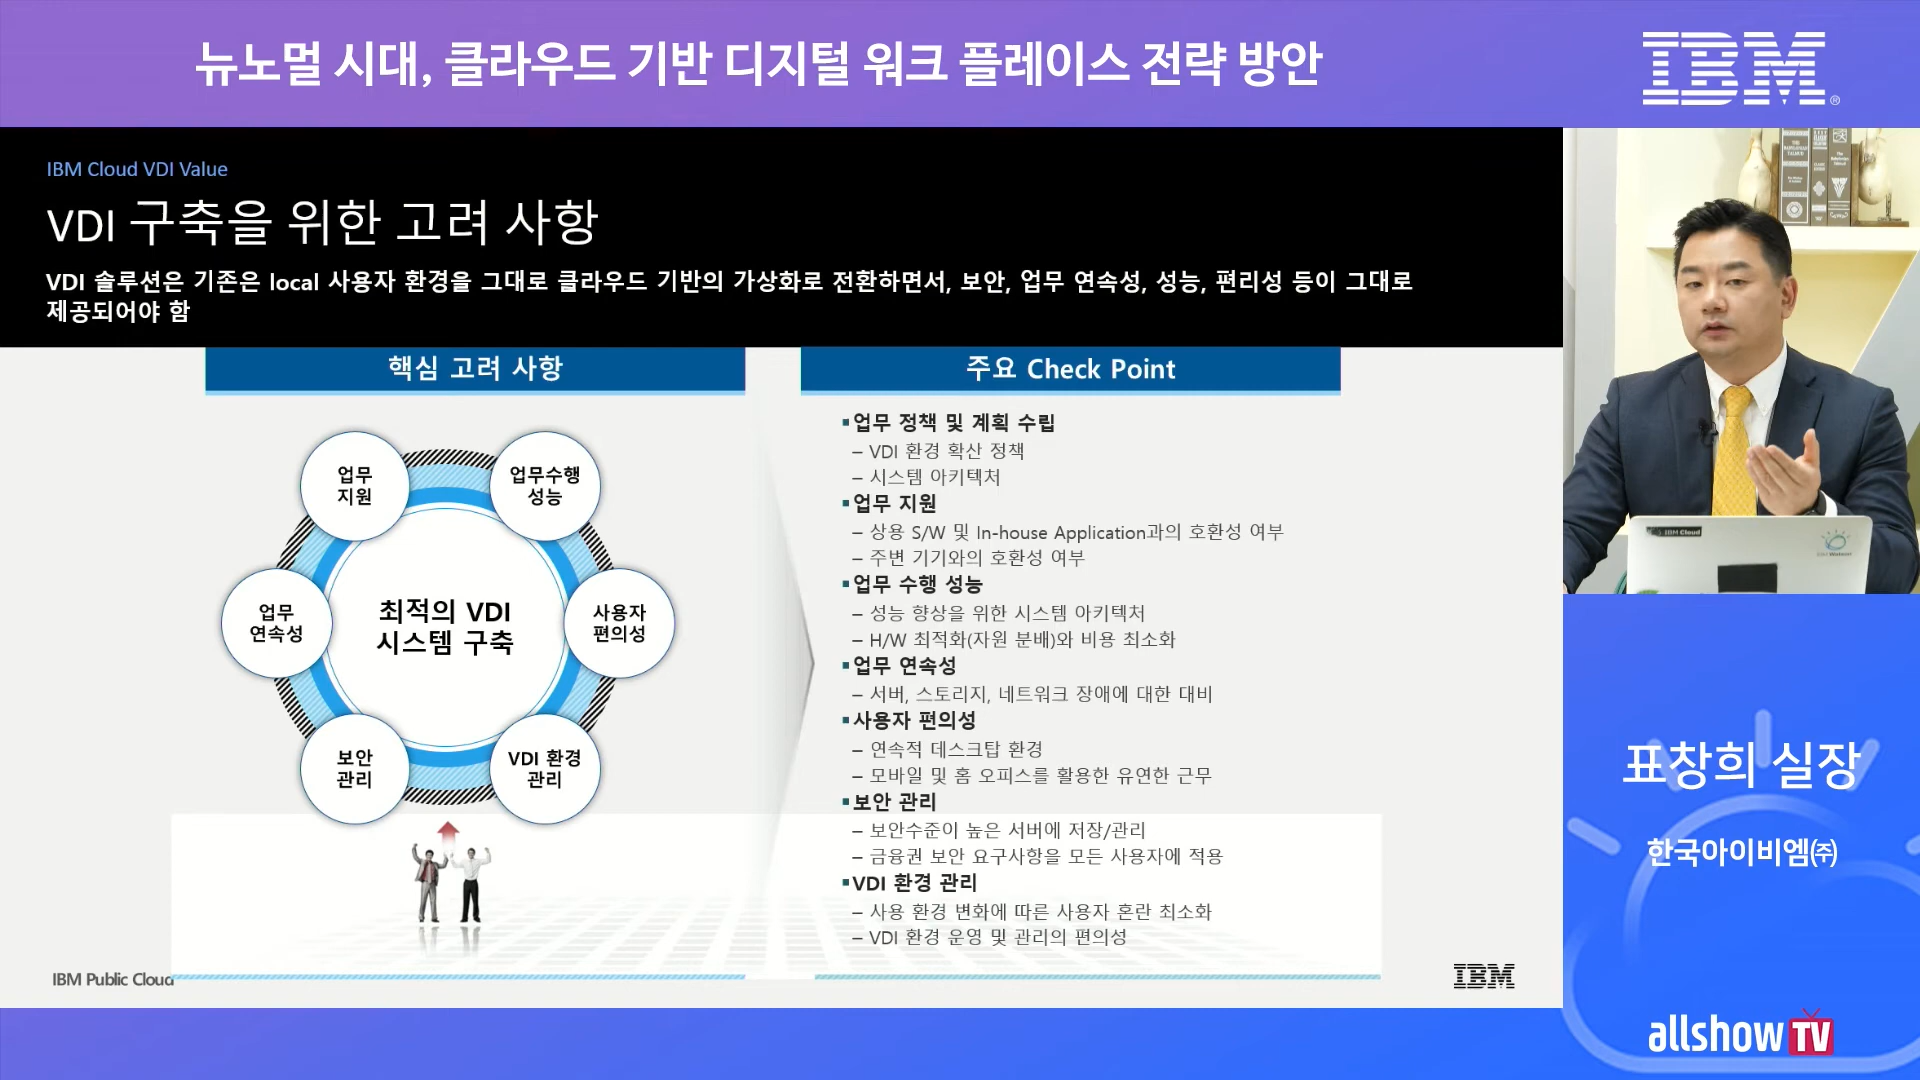 뉴노멀 시대, 클라우드 기반 디지털 워크 플레이스 전략 방안
IBM
IBM Cloud VDI Value
VDI 구축을 위한 고려 사항
VDI 솔루션은 기존은 local 사용자 환경을 그대로 클라우드 기반의 가상화로 전환하면서, 보안, 업무 연속성, 성능, 편리성 등이 그대로
제공되어야 함
핵심 고려 사항
업무
지원
업무수행
성능
업무
연속성
최적의 VDI
시스템 구축
사용자
편의성
보안
관리
VDI 환경
관리
주요 Check Point
▪업무 정책 및 계획 수립
– VDI 환경 확산 정책
– 시스템 아키텍처
▪업무 지원
– 상용 S/W 및 In-house Application과의 호환성 여부
– 주변 기기와의 호환성 여부
▪업무 수행 성능
– 성능 향상을 위한 시스템 아키텍처
– H/W 최적화(자원 분배)와 비용 최소화
▪업무 연속성
– 서버, 스토리지, 네트워크 장애에 대한 대비
▪사용자 편의성
– 연속적 데스크탑 환경
– 모바일 및 홈 오피스를 활용한 유연한 근무
▪보안 관리
– 보안수준이 높은 서버에 저장/관리
– 금융권 보안 요구사항을 모든 사용자에 적용
▪VDI 환경 관리
– 사용 환경 변화에 따른 사용자 혼란 최소화
– VDI 환경 운영 및 관리의 편의성
IBM Public Cloud
IBM
IBM Cloud
표창희 실장
한국아이비엠㈜
allshow TV